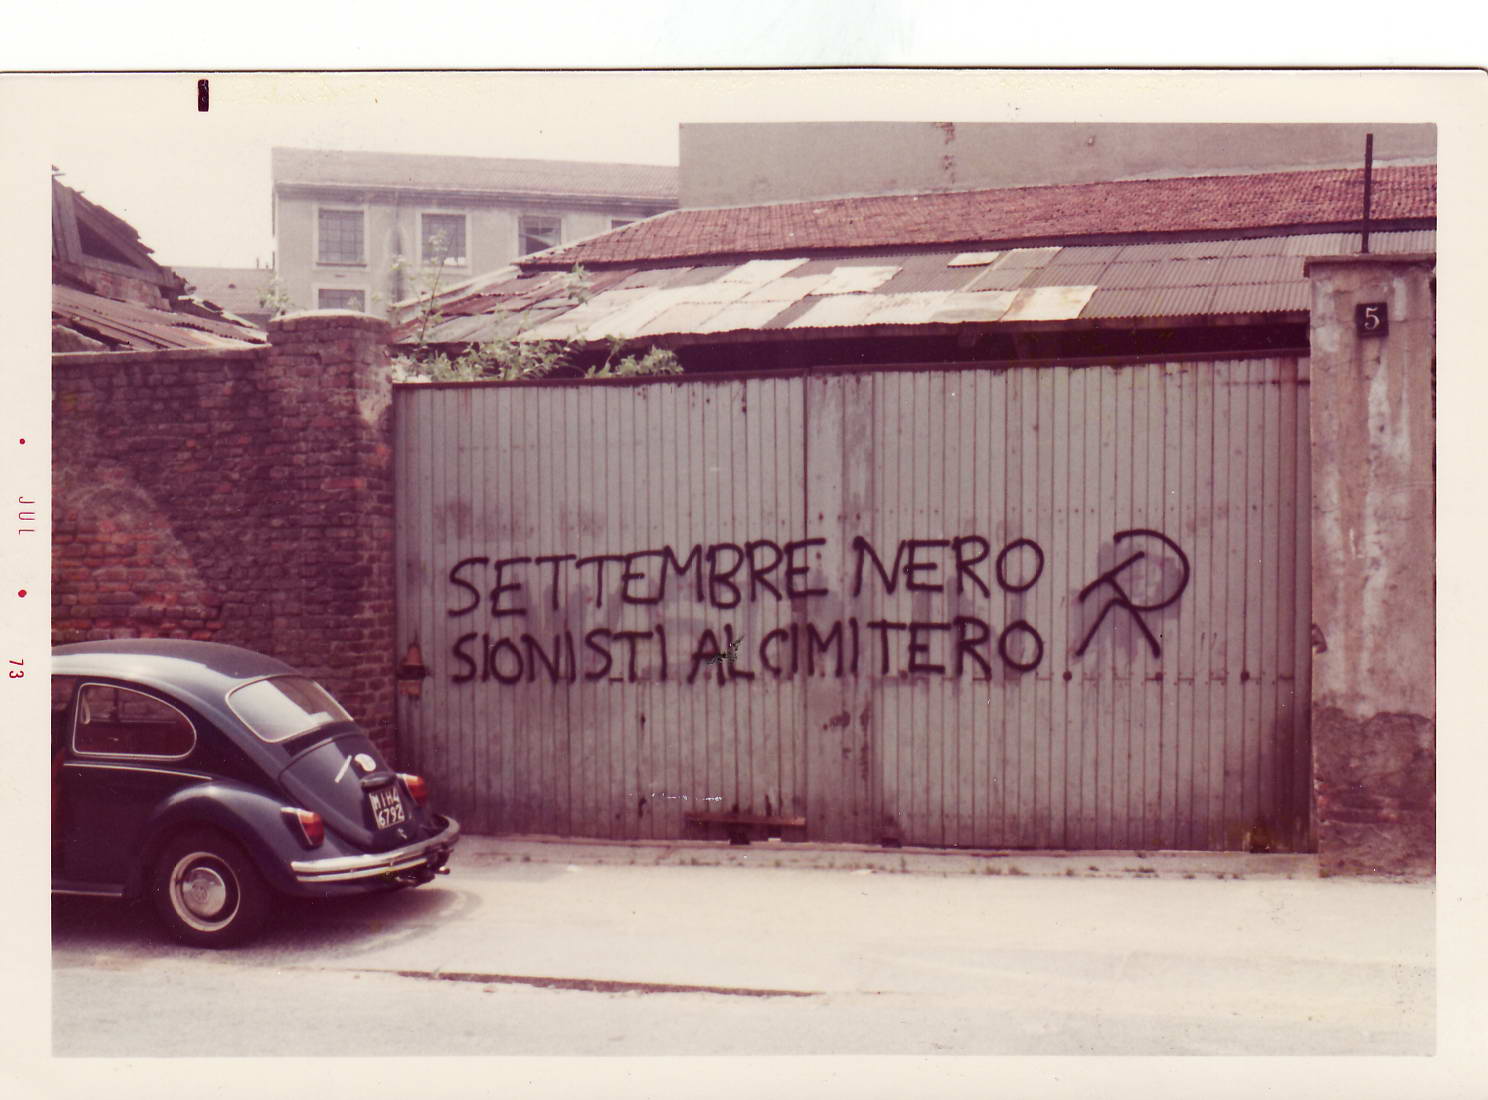 5
SETTEMBRE NERO
SIONISTI AL CIMITERO
MI H4
6792
JUL 73